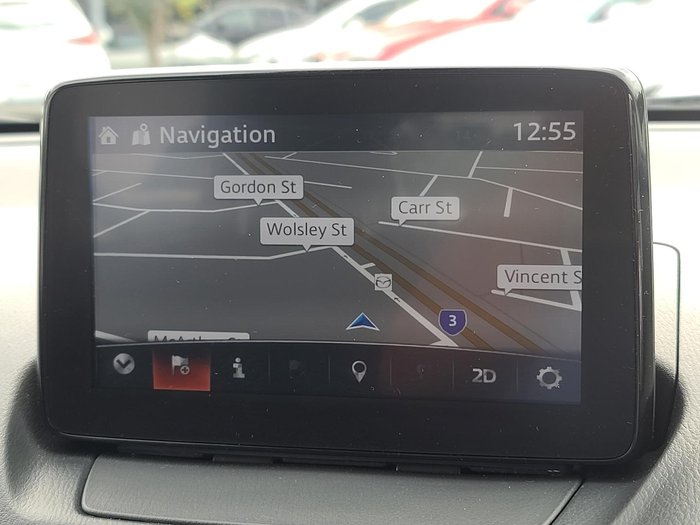 Navigation
12:55
Gordon St
Carr St
Wolsley St
Vincent S
3
2D